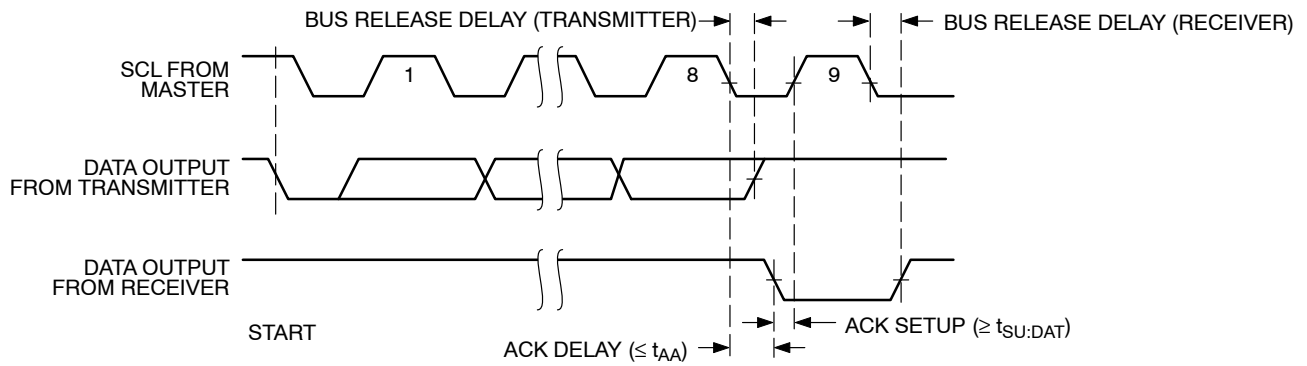 BUS RELEASE DELAY (TRANSMITTER)
BUS RELEASE DELAY (RECEIVER)
SCL FROM
MASTER
1
8
9
DATA OUTPUT
FROM TRANSMITTER
DATA OUTPUT
FROM RECEIVER
START
ACK SETUP (≥ tSU:DAT)
ACK DELAY (≤ tAA)